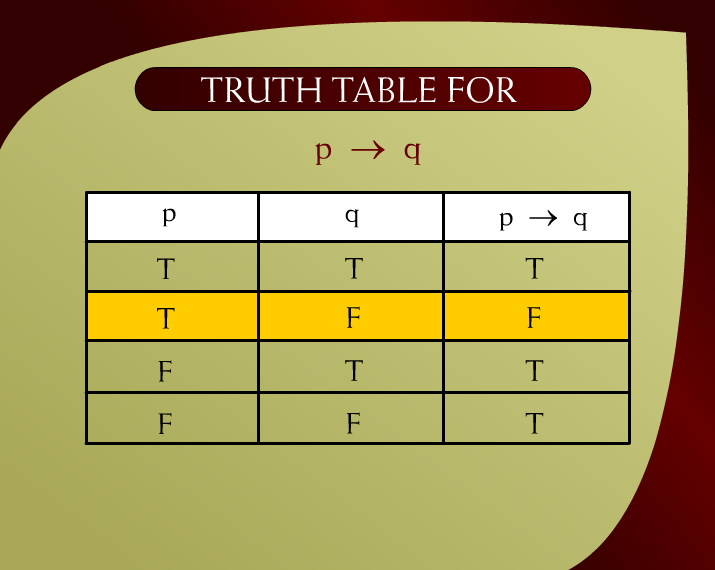 TRUTH TABLE FOR
p → q
p q p → q
T T T
T F F
F T T
F F T